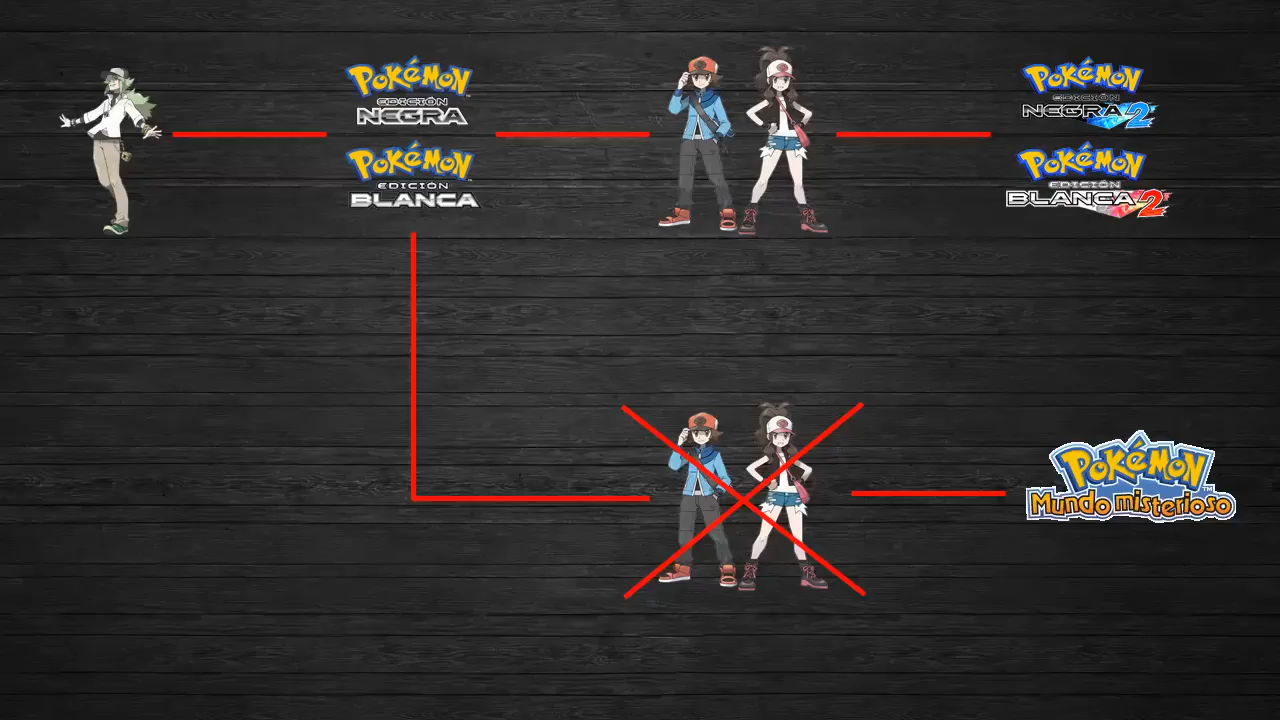 POKéMON
EDICIÓN
NEGRA
POKéMON
EDICIÓN
BLANCA
POKéMON
EDICIÓN
NEGRA 2
POKéMON
EDICIÓN
BLANCA 2
POKéMON
Mundo misterioso